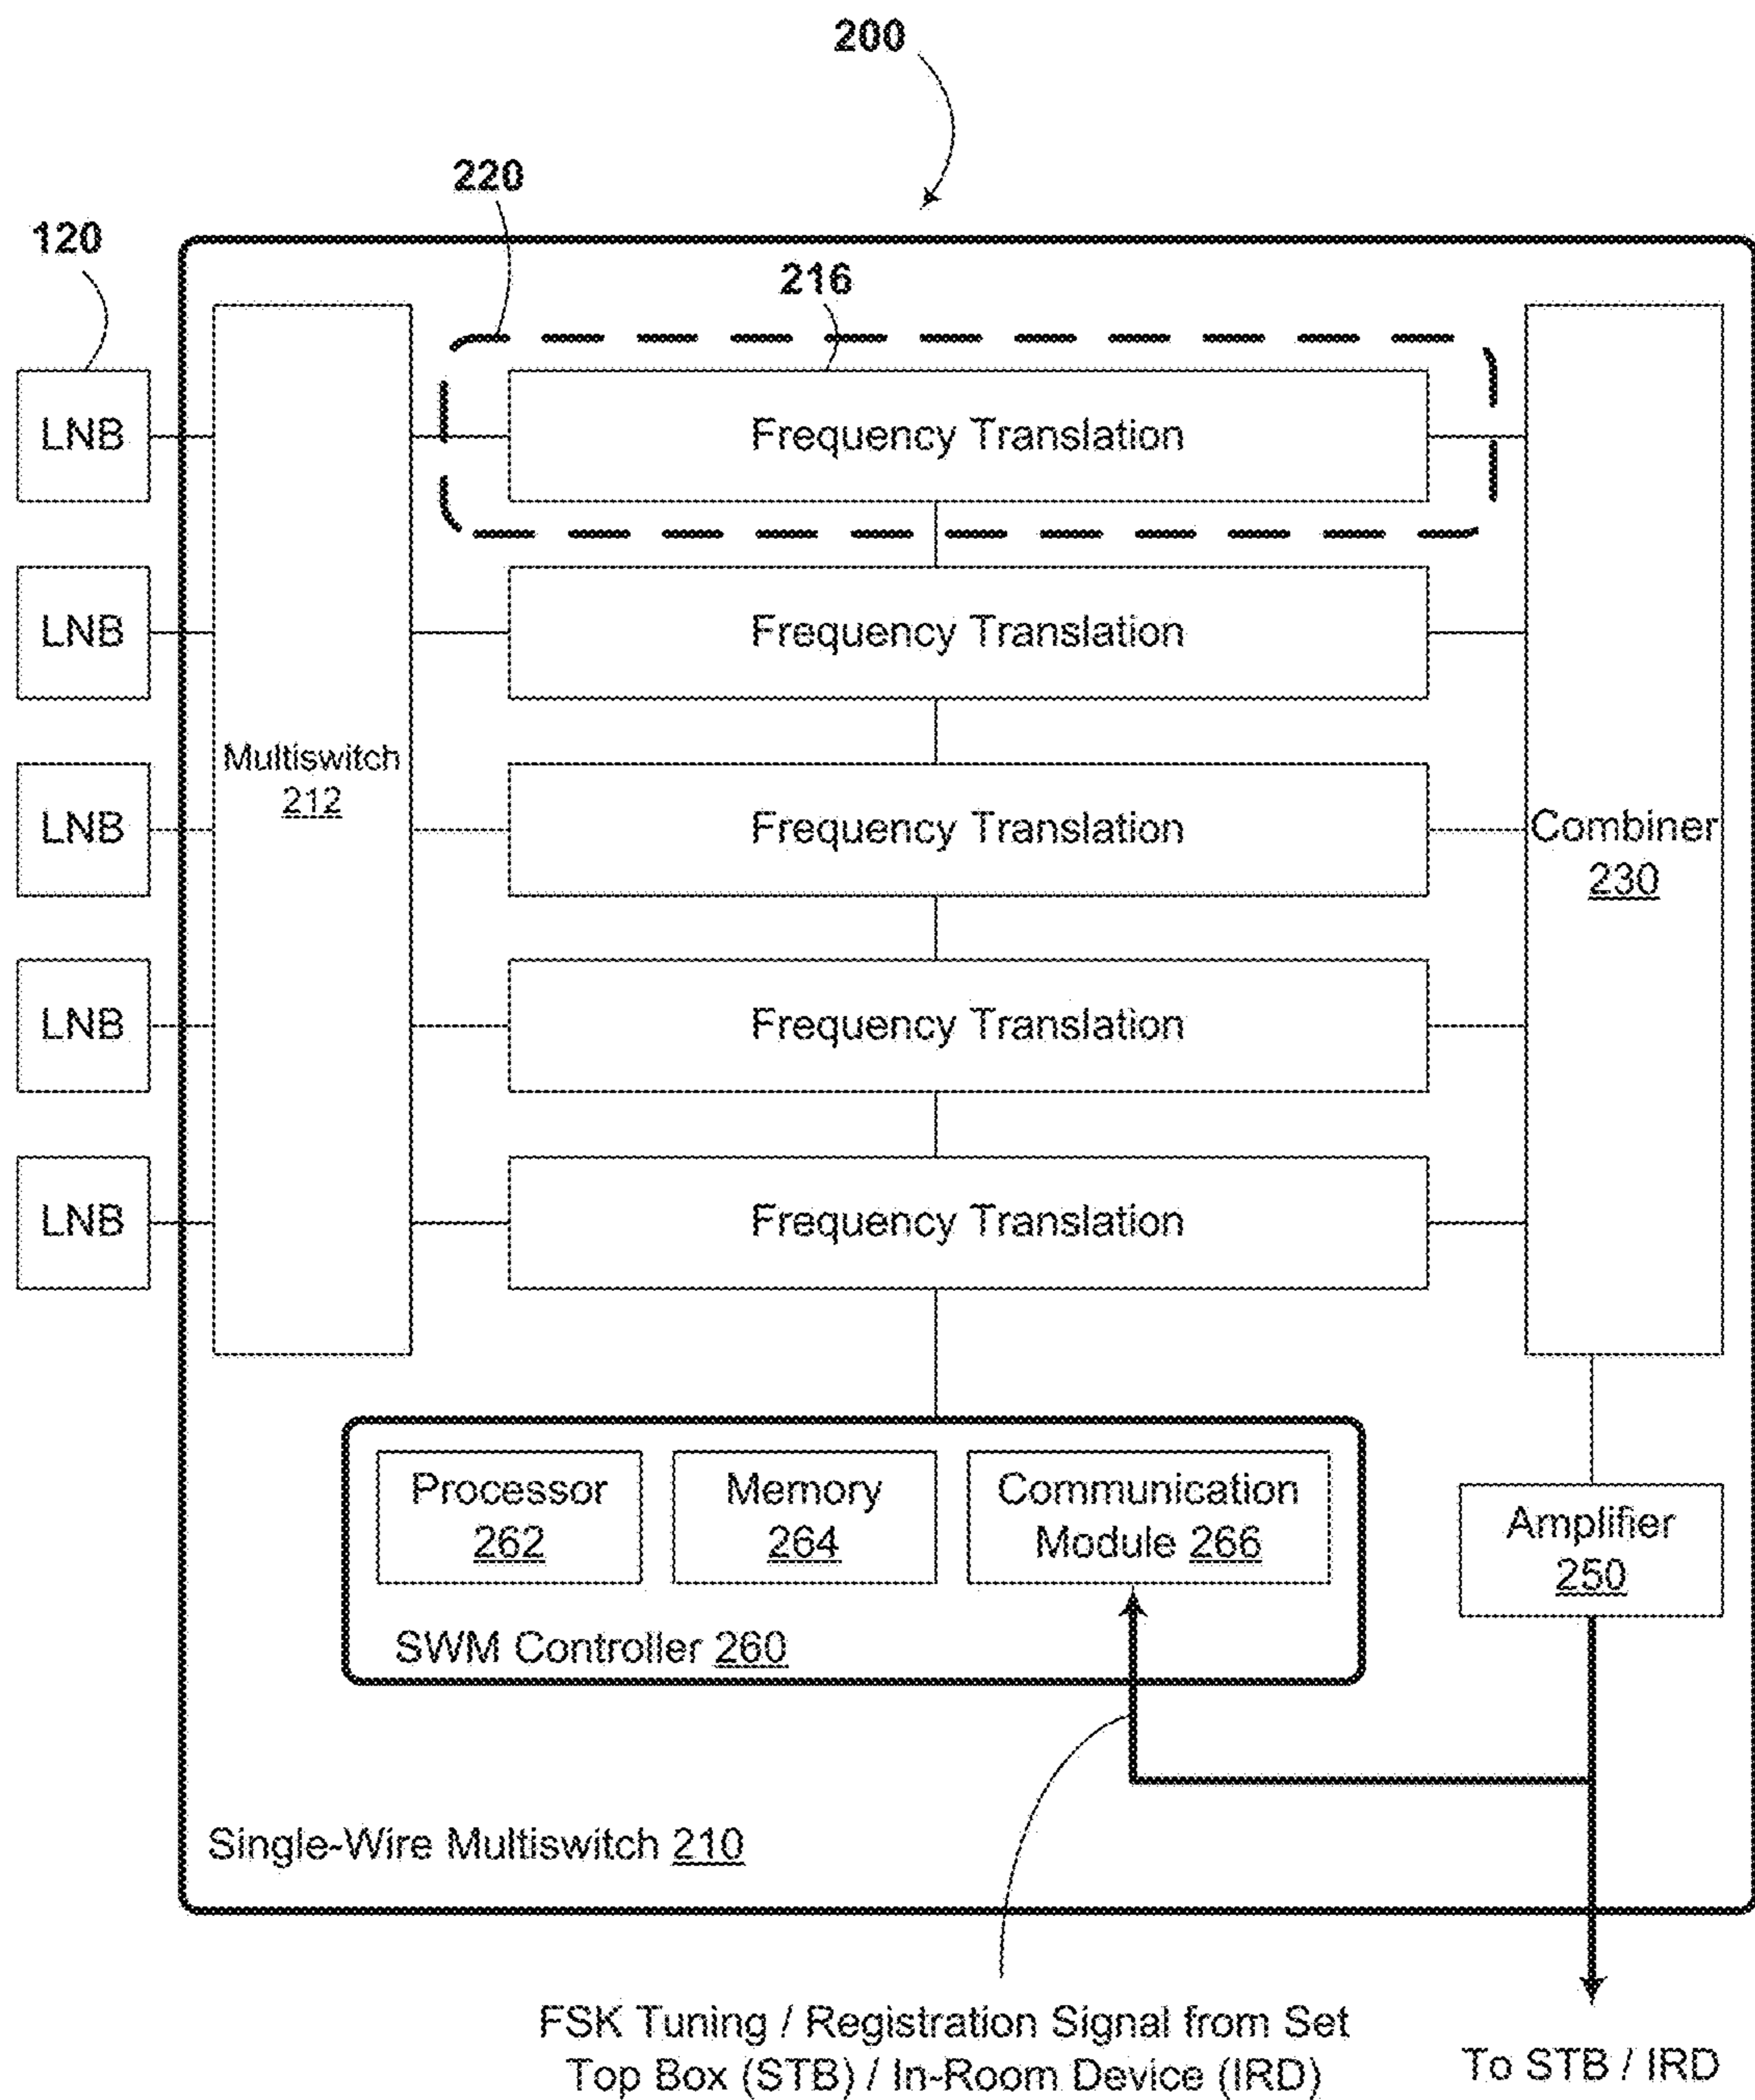 200
220
120
216
LNB
Frequency Translation
LNB
Frequency Translation
Multiswitch
212
LNB
Frequency Translation
Combiner
230
LNB
Frequency Translation
LNB
Frequency Translation
Processor
262
Memory
264
Communication
Module 266
Amplifier
250
SWM Controller 260
Single-Wire Multiswitch 210
FSK Tuning / Registration Signal from Set
Top Box (STB) / In-Room Device (IRD)
To STB / IRD